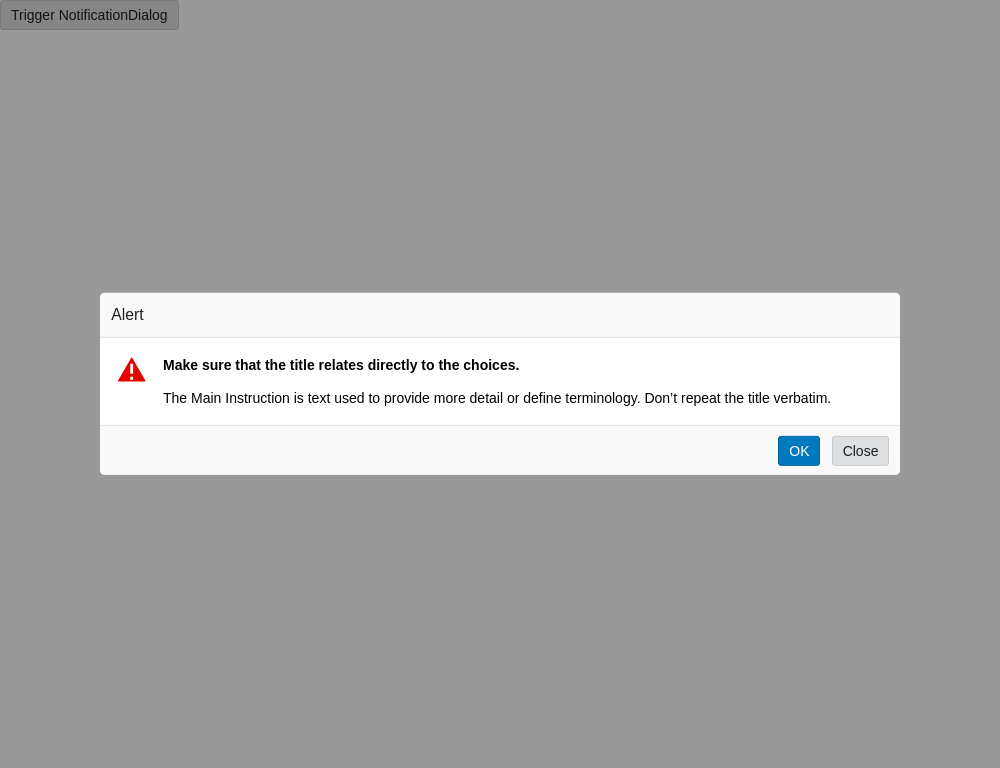 Trigger NotificationDialog
Alert
Make sure that the title relates directly to the choices.
The Main Instruction is text used to provide more detail or define terminology. Don’t repeat the title verbatim.
OK
Close